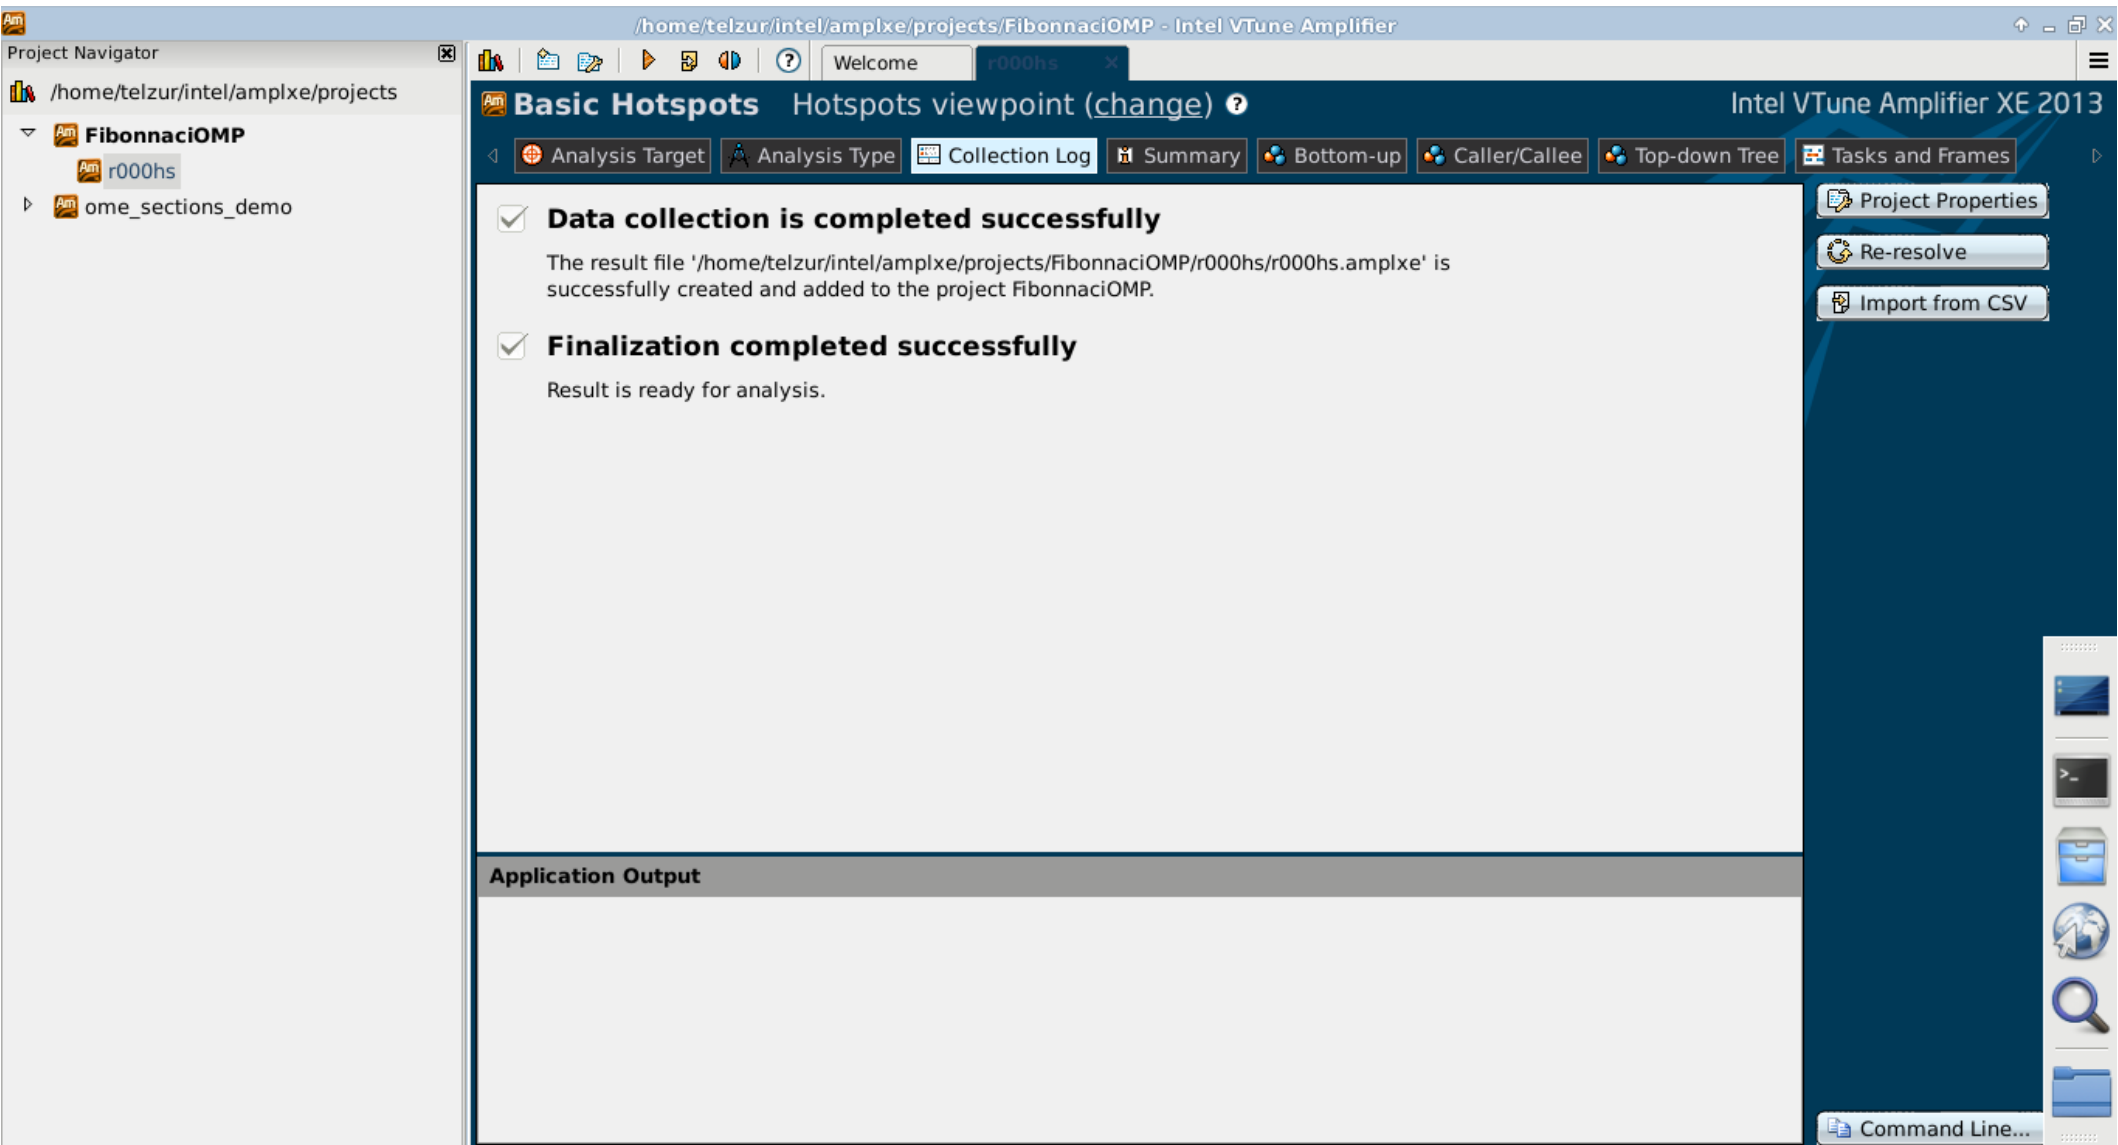 /home/telzur/intel/amplxe/projects/FibonnaciOMP - Intel VTune Amplifier
Project Navigator
/home/telzur/intel/amplxe/projects
FibonnaciOMP
r000hs
ome_sections_demo
Welcome
r000hs
Basic Hotspots Hotspots viewpoint (change)
Intel VTune Amplifier XE 2013
Analysis Target
Analysis Type
Collection Log
Summary
Bottom-up
Caller/Callee
Top-down Tree
Tasks and Frames
Data collection is completed successfully
The result file '/home/telzur/intel/amplxe/projects/FibonnaciOMP/r000hs/r000hs.amplxe' is
successfully created and added to the project FibonnaciOMP.
Finalization completed successfully
Result is ready for analysis.
Project Properties
Re-resolve
Import from CSV
Application Output
Command Line...